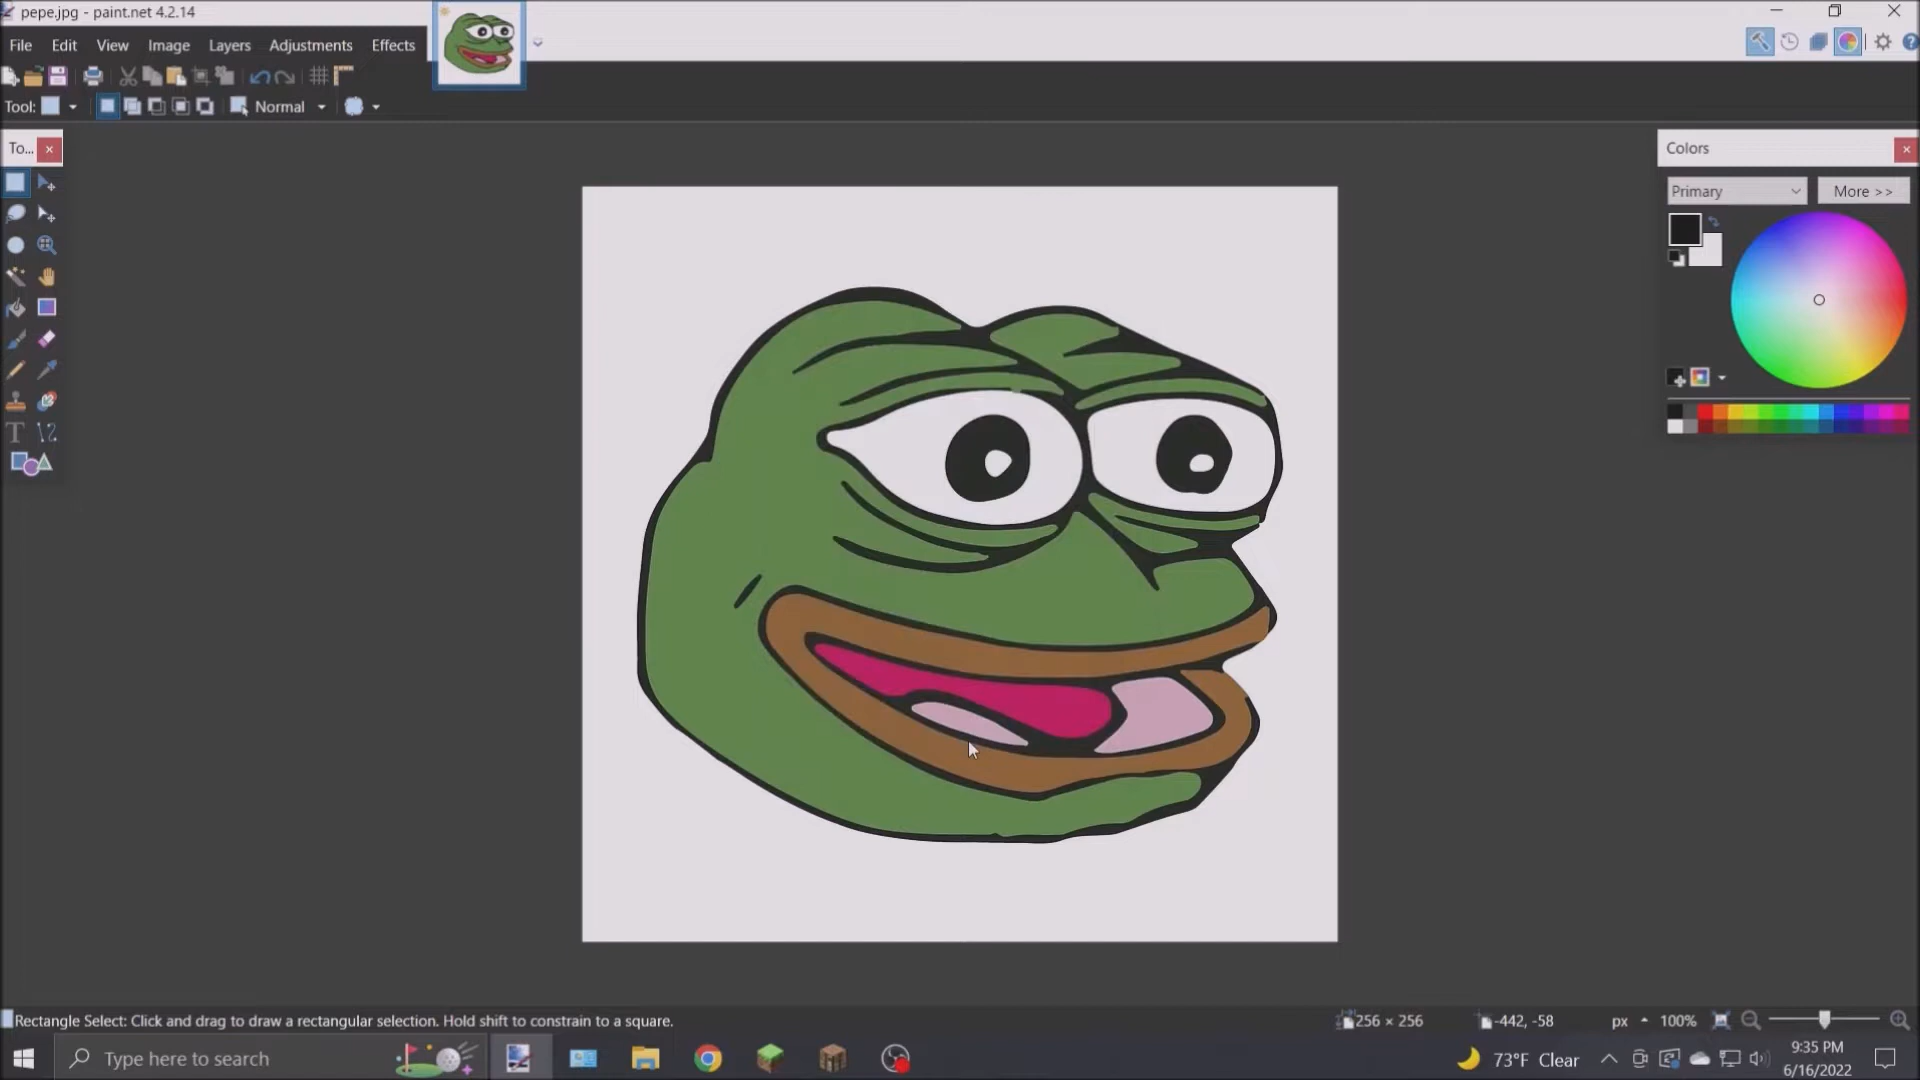 pepe.jpg - paint.net 4.2.14
File Edit View Image Layers Adjustments Effects
Tool: Normal
To...
Colors
Primary More >>
Rectangle Select: Click and drag to draw a rectangular selection. Hold shift to constrain to a square.
256 × 256 -442, -58 px 100%
Type here to search
73°F Clear
9:35 PM
6/16/2022